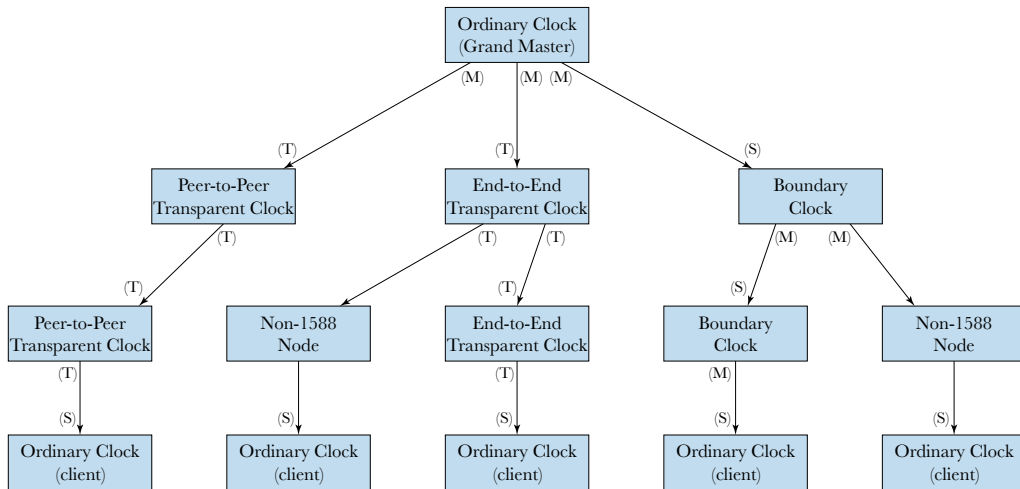 Ordinary Clock
(Grand Master)
(M)
(M)
(M)
(T)
(T)
(S)
Peer-to-Peer
Transparent Clock
End-to-End
Transparent Clock
Boundary
Clock
(T)
(T)
(T)
(M)
(M)
(T)
(T)
(S)
Peer-to-Peer
Transparent Clock
Non-1588
Node
End-to-End
Transparent Clock
Boundary
Clock
Non-1588
Node
(T)
(T)
(M)
(S)
(S)
(S)
(S)
(S)
Ordinary Clock
(client)
Ordinary Clock
(client)
Ordinary Clock
(client)
Ordinary Clock
(client)
Ordinary Clock
(client)